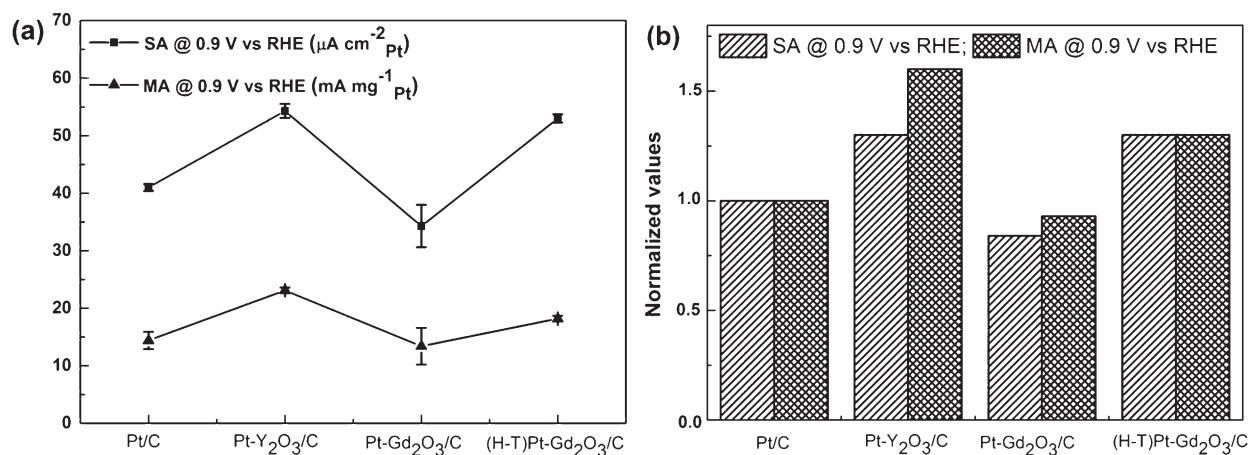 (a)
SA @ 0.9 V vs RHE (μA cm⁻²Pt)
MA @ 0.9 V vs RHE (mA mg⁻¹Pt)
70
60
50
40
30
20
10
0
Pt/C Pt-Y₂O₃/C Pt-Gd₂O₃/C (H-T)Pt-Gd₂O₃/C
(b)
SA @ 0.9 V vs RHE; MA @ 0.9 V vs RHE
Normalized values
1.5
1.0
0.5
0.0
Pt/C Pt-Y₂O₃/C Pt-Gd₂O₃/C (H-T)Pt-Gd₂O₃/C